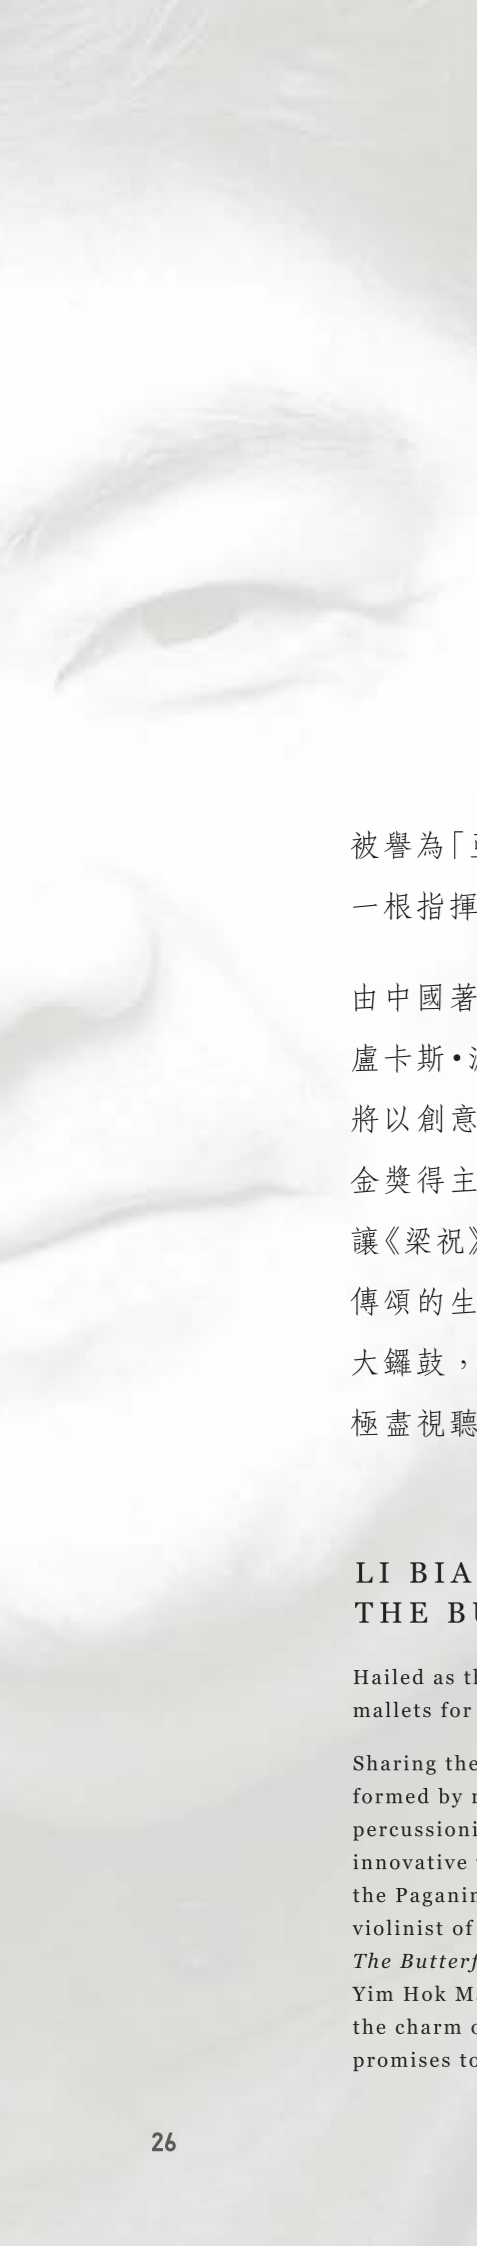 被譽為「亞
一根指揮
由中國著
盧卡斯•
將以創意
金獎得主
讓《梁祝》
傳頌的生
大鑼鼓，
極盡視聽
LI BIA
THE BU
Hailed as th
mallets for
Sharing the
formed by
percussioni
innovative
the Paganin
violinist of
The Butterf
Yim Hok Ma
the charm
promises to
26